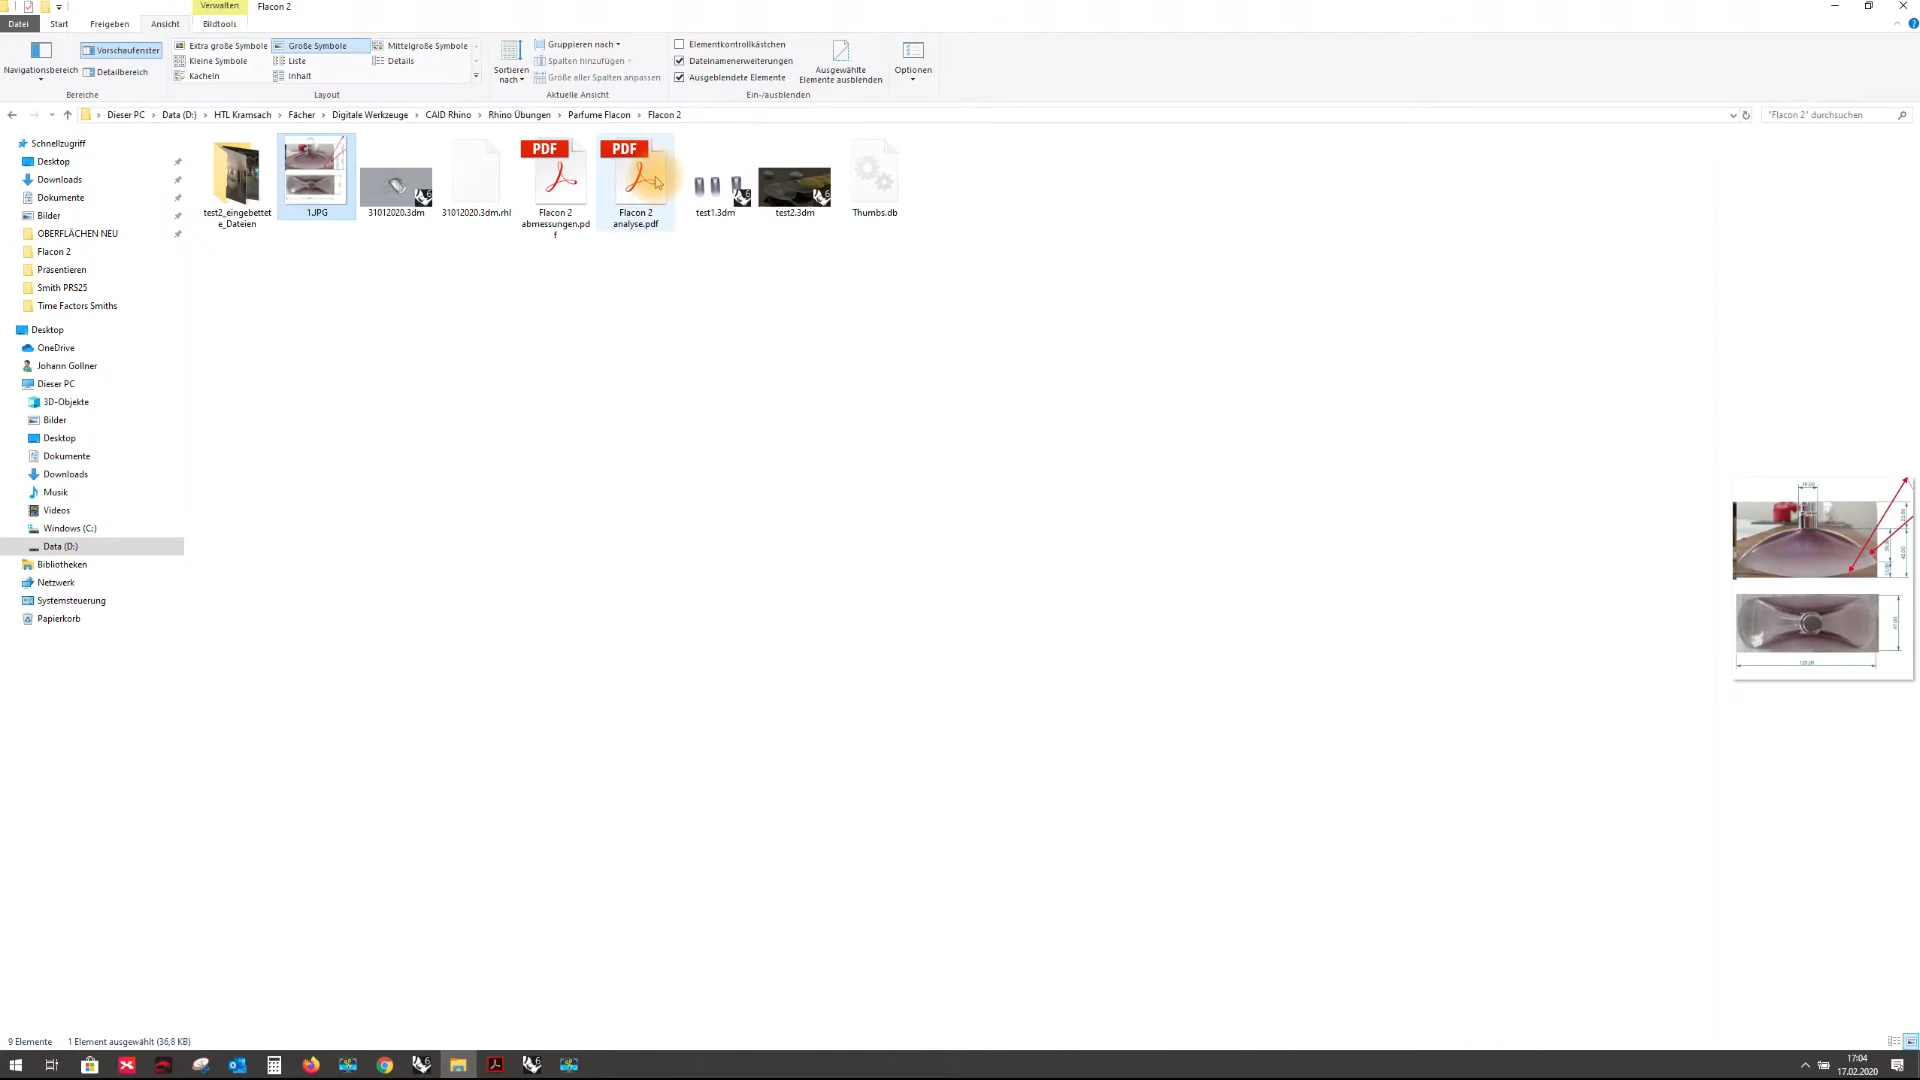 Verwalten
Flacon 2
Datei
Start
Freigeben
Ansicht
Bildtools
Navigationsbereich
Vorschaufenster
Detailbereich
Bereiche
Extra große Symbole
Große Symbole
Mittelgroße Symbole
Kleine Symbole
Liste
Details
Kacheln
Inhalt
Layout
Sortieren nach
Gruppieren nach
Spalten hinzufügen
Größe aller Spalten anpassen
Aktuelle Ansicht
Elementkontrollkästchen
Dateinamenerweiterungen
Ausgeblendete Elemente
Ausgewählte
Elemente ausblenden
Ein-/ausblenden
Optionen
Dieser PC › Data (D:) › HTL Kramsach › Fächer › Digitale Werkzeuge › CAID Rhino › Rhino Übungen › Parfume Flacon › Flacon 2
"Flacon 2" durchsuchen
Schnellzugriff
Desktop
Downloads
Dokumente
Bilder
OBERFLÄCHEN NEU
Flacon 2
Präsentieren
Smith PRS25
Time Factors Smiths
Desktop
OneDrive
Johann Gollner
Dieser PC
3D-Objekte
Bilder
Desktop
Dokumente
Downloads
Musik
Videos
Windows (C:)
Data (D:)
Bibliotheken
Netzwerk
Systemsteuerung
Papierkorb
test2_eingebettet
e_Dateien
1.JPG
31012020.3dm
31012020.3dm.rhl
PDF
Flacon 2
abmessungen.pd
f
PDF
Flacon 2
analyse.pdf
test1.3dm
test2.3dm
Thumbs.db
9 Elemente
1 Element ausgewählt (36,8 KB)
17:04
17.02.2020